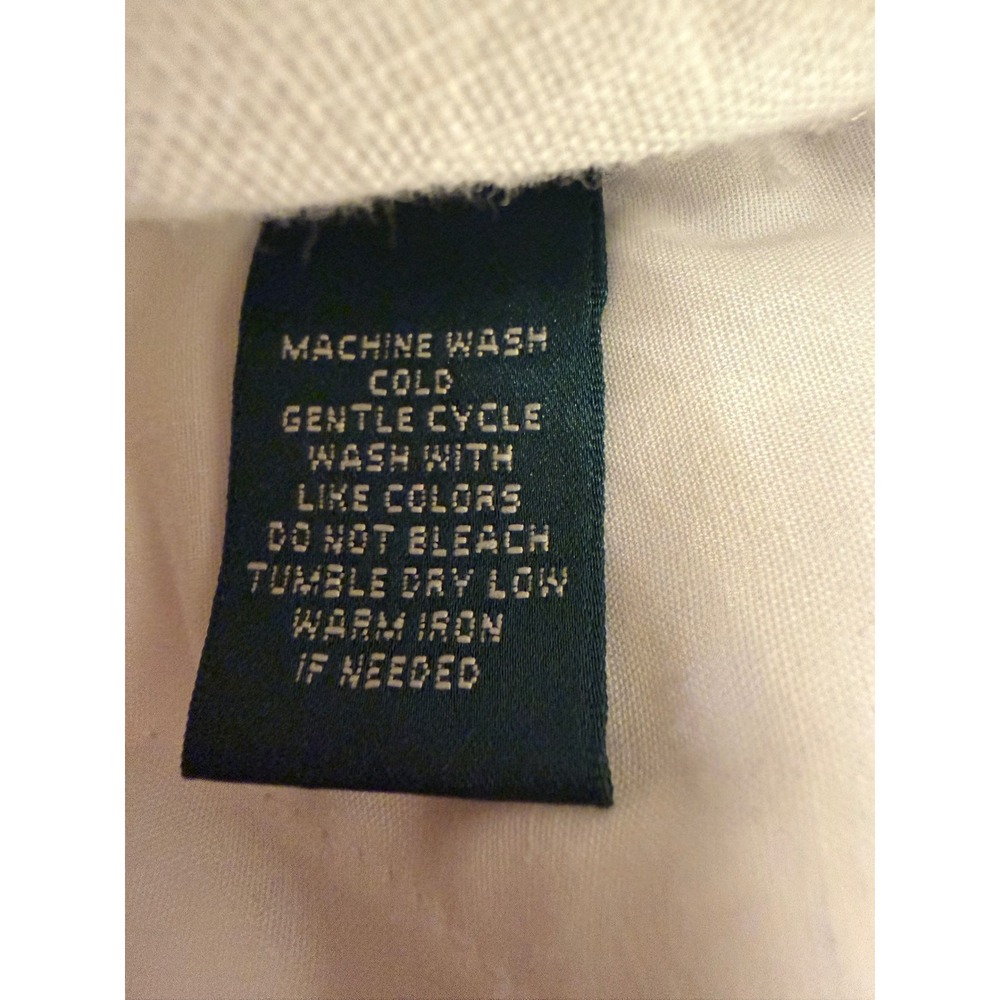 MACHINE WASH
COLD
GENTLE CYCLE
WASH WITH
LIKE COLORS
DO NOT BLEACH
TUMBLE DRY LOW
WARM IRON
IF NEEDED